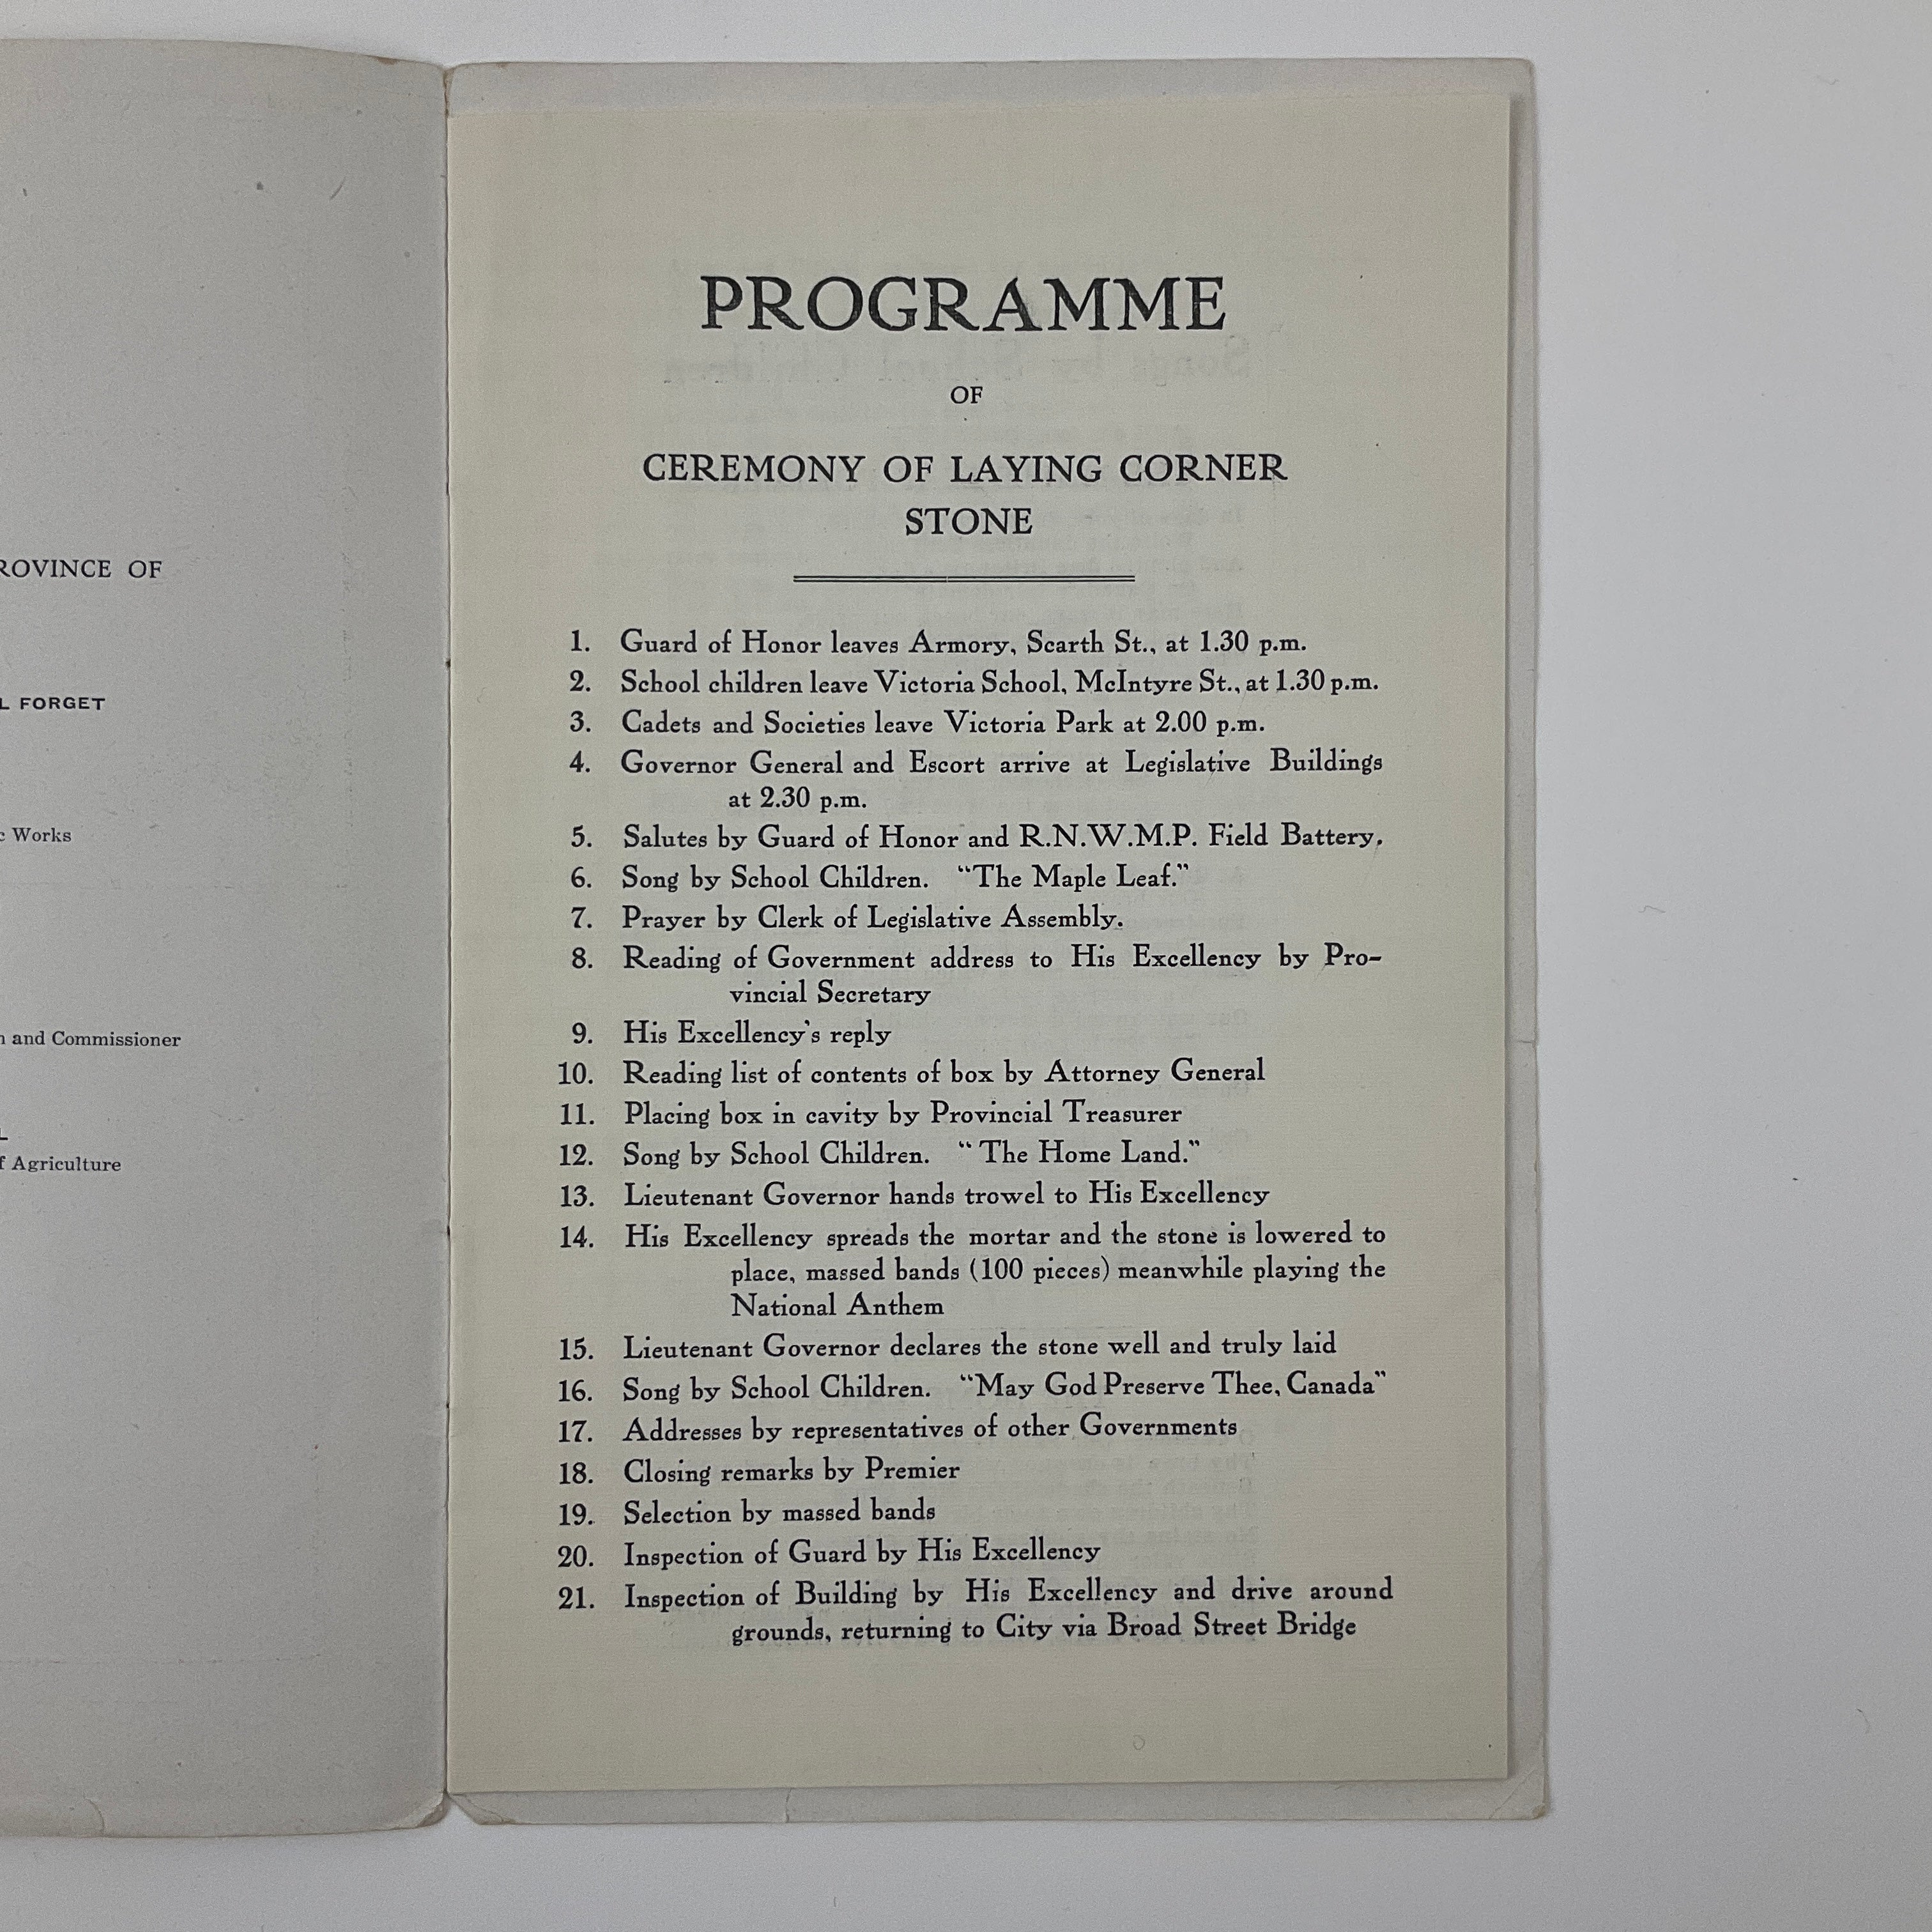 ROVINCE OF
L FORGET
c Works
n and Commissioner
L
f Agriculture
PROGRAMME
OF
CEREMONY OF LAYING CORNER
STONE
1. Guard of Honor leaves Armory, Scarth St., at 1.30 p.m.
2. School children leave Victoria School, McIntyre St., at 1.30 p.m.
3. Cadets and Societies leave Victoria Park at 2.00 p.m.
4. Governor General and Escort arrive at Legislative Buildings
at 2.30 p.m.
5. Salutes by Guard of Honor and R.N.W.M.P. Field Battery.
6. Song by School Children. "The Maple Leaf."
7. Prayer by Clerk of Legislative Assembly.
8. Reading of Government address to His Excellency by Pro-
vincial Secretary
9. His Excellency's reply
10. Reading list of contents of box by Attorney General
11. Placing box in cavity by Provincial Treasurer
12. Song by School Children. "The Home Land."
13. Lieutenant Governor hands trowel to His Excellency
14. His Excellency spreads the mortar and the stone is lowered to
place, massed bands (100 pieces) meanwhile playing the
National Anthem
15. Lieutenant Governor declares the stone well and truly laid
16. Song by School Children. "May God Preserve Thee, Canada"
17. Addresses by representatives of other Governments
18. Closing remarks by Premier
19. Selection by massed bands
20. Inspection of Guard by His Excellency
21. Inspection of Building by His Excellency and drive around
grounds, returning to City via Broad Street Bridge